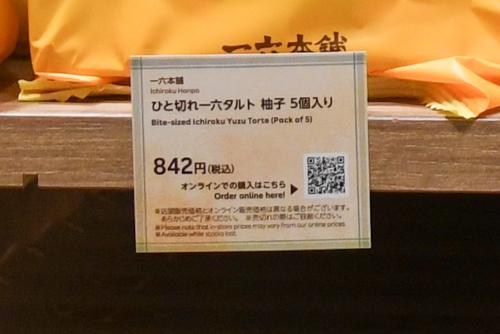 一六本舗
一六本舗
Ichiroku Honpo
ひと切れ一六タルト 柚子 5個入り
Bite-sized Ichiroku Yuzu Torte (Pack of 5)
842円(税込)
オンラインでの購入はこちら
Order online here!
※店頭販売価格とオンライン販売価格は異なる場合がございます。
あらかじめご了承ください。 ※売切れの際はご容赦ください。
※Please note that in-store prices may vary from our online prices.
※Available while stocks last.